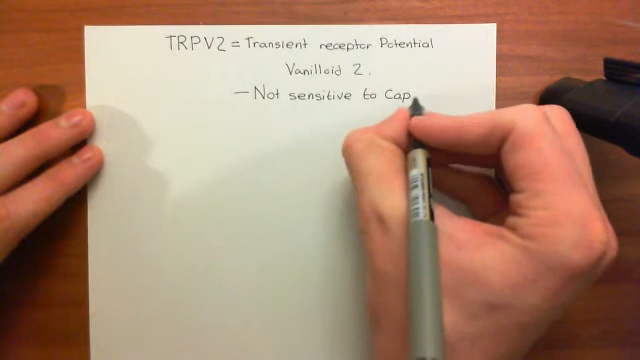 TRPV2 = Transient receptor Potential
Vanilloid 2.
- Not sensitive to Cap